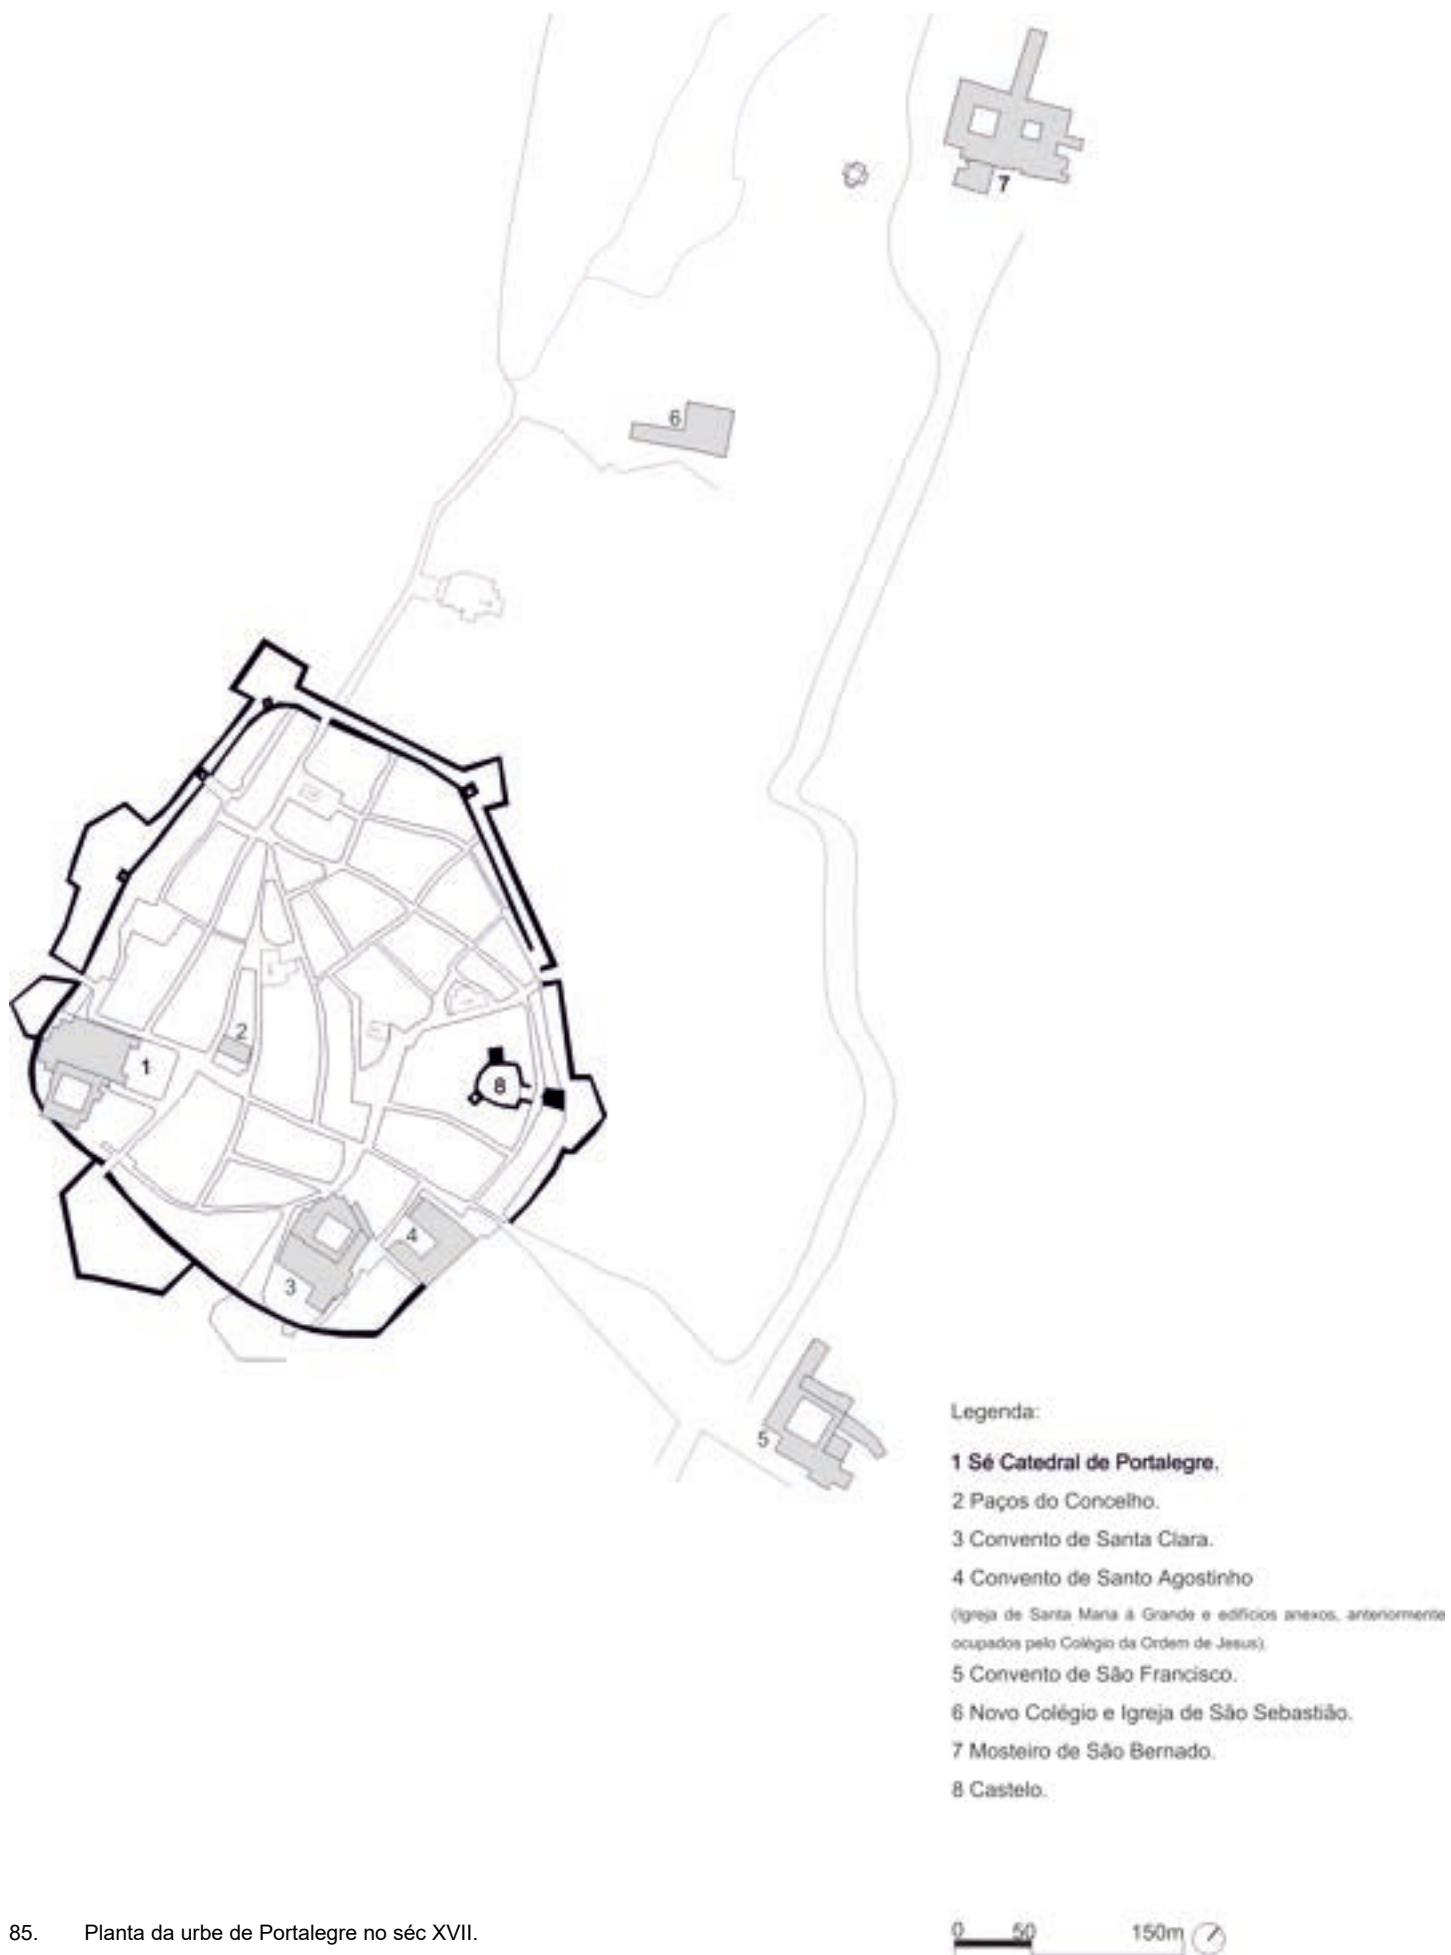 7
6
2
1
8
4
3
5
Legenda:
1 Sé Catedral de Portalegre.
2 Paços do Concelho.
3 Convento de Santa Clara.
4 Convento de Santo Agostinho
(Igreja de Santa Maria à Grande e edifícios anexos, anteriormente
ocupados pelo Colégio da Ordem de Jesus).
5 Convento de São Francisco.
6 Novo Colégio e Igreja de São Sebastião.
7 Mosteiro de São Bernado.
8 Castelo.
0 50 150m
85. Planta da urbe de Portalegre no séc XVII.